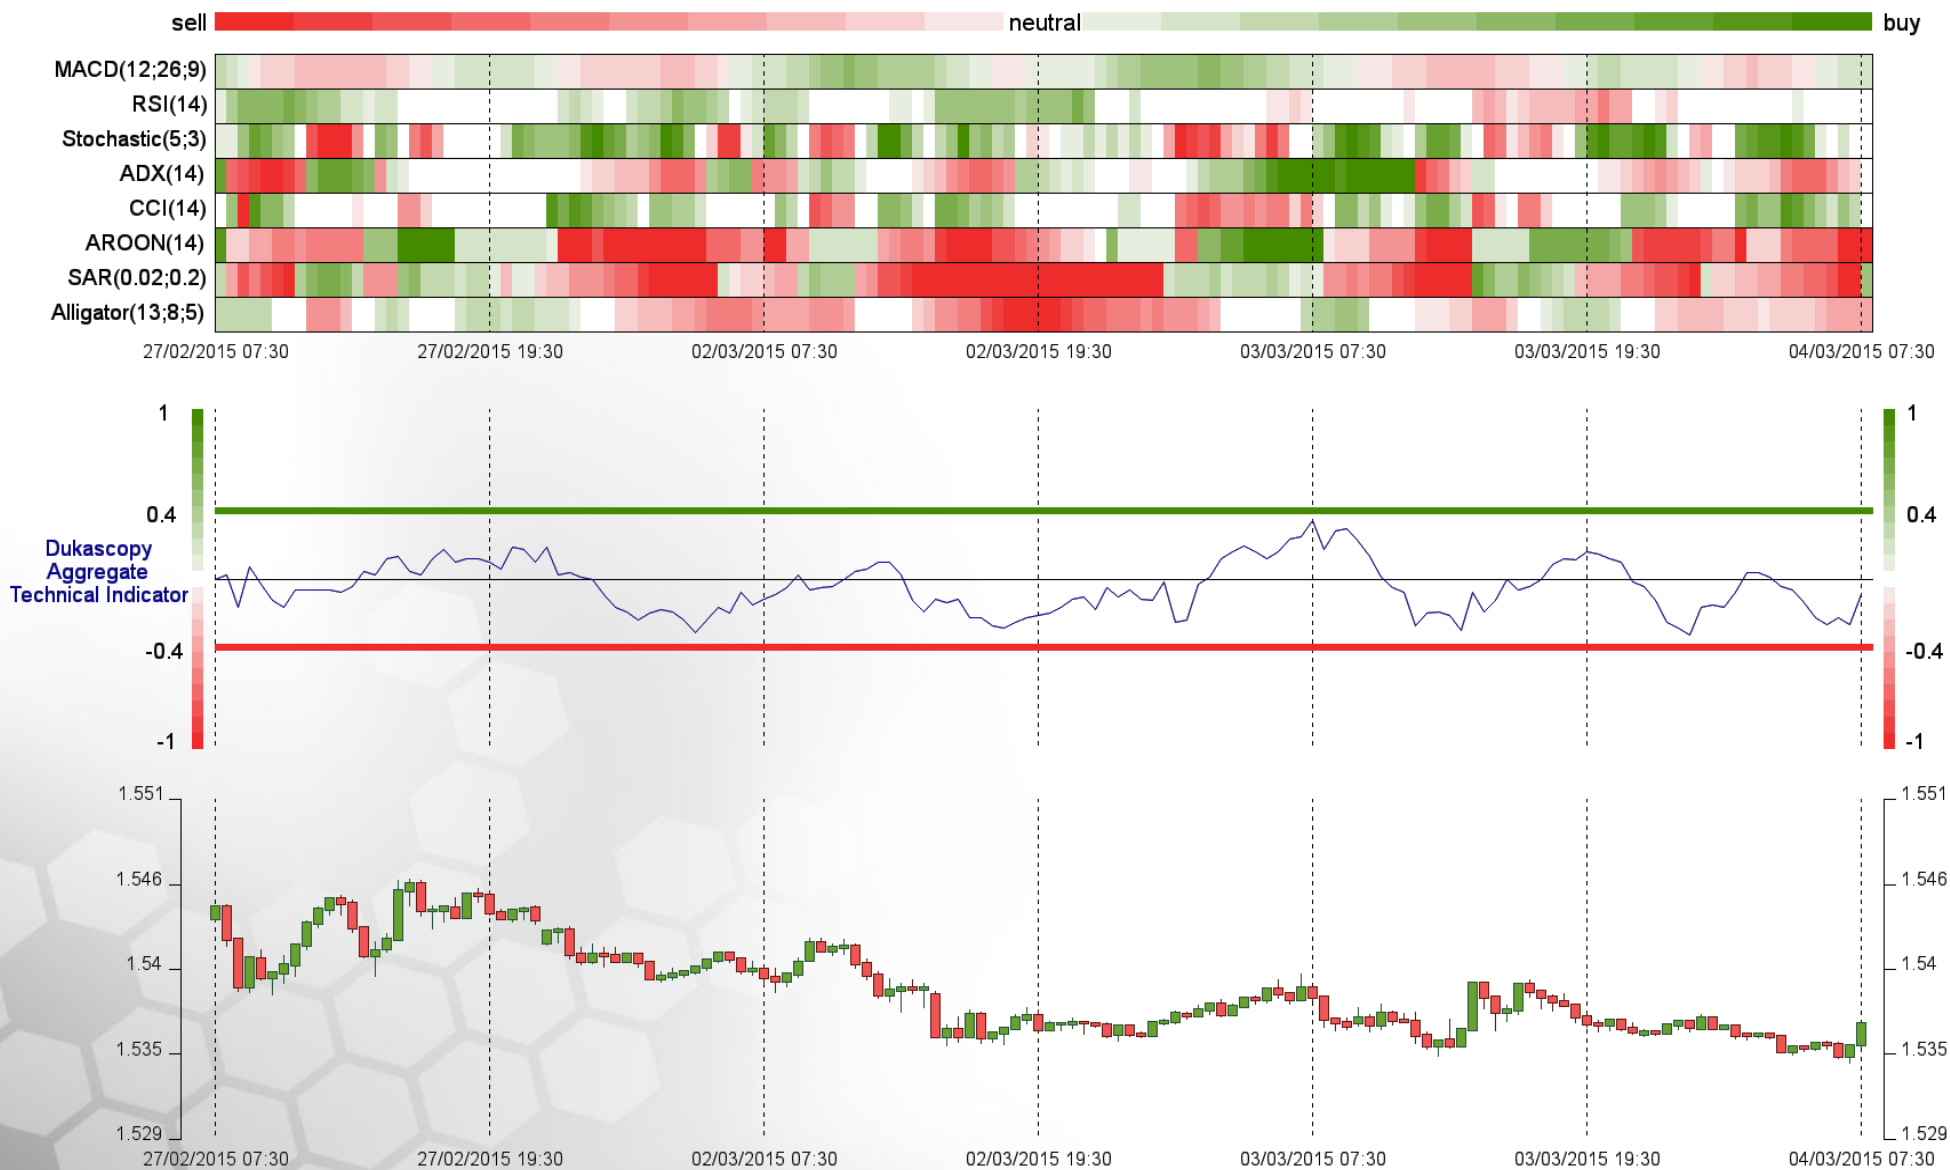 sell neutral buy
MACD(12;26;9)
RSI(14)
Stochastic(5;3)
ADX(14)
CCI(14)
AROON(14)
SAR(0.02;0.2)
Alligator(13;8;5)
27/02/2015 07:30 27/02/2015 19:30 02/03/2015 07:30 02/03/2015 19:30 03/03/2015 07:30 03/03/2015 19:30 04/03/2015 07:30
1 1
0.4 0.4
Dukascopy
Aggregate
Technical Indicator
-0.4 -0.4
-1 -1
1.551 1.551
1.546 1.546
1.54 1.54
1.535 1.535
1.529 1.529
27/02/2015 07:30 27/02/2015 19:30 02/03/2015 07:30 02/03/2015 19:30 03/03/2015 07:30 03/03/2015 19:30 04/03/2015 07:30